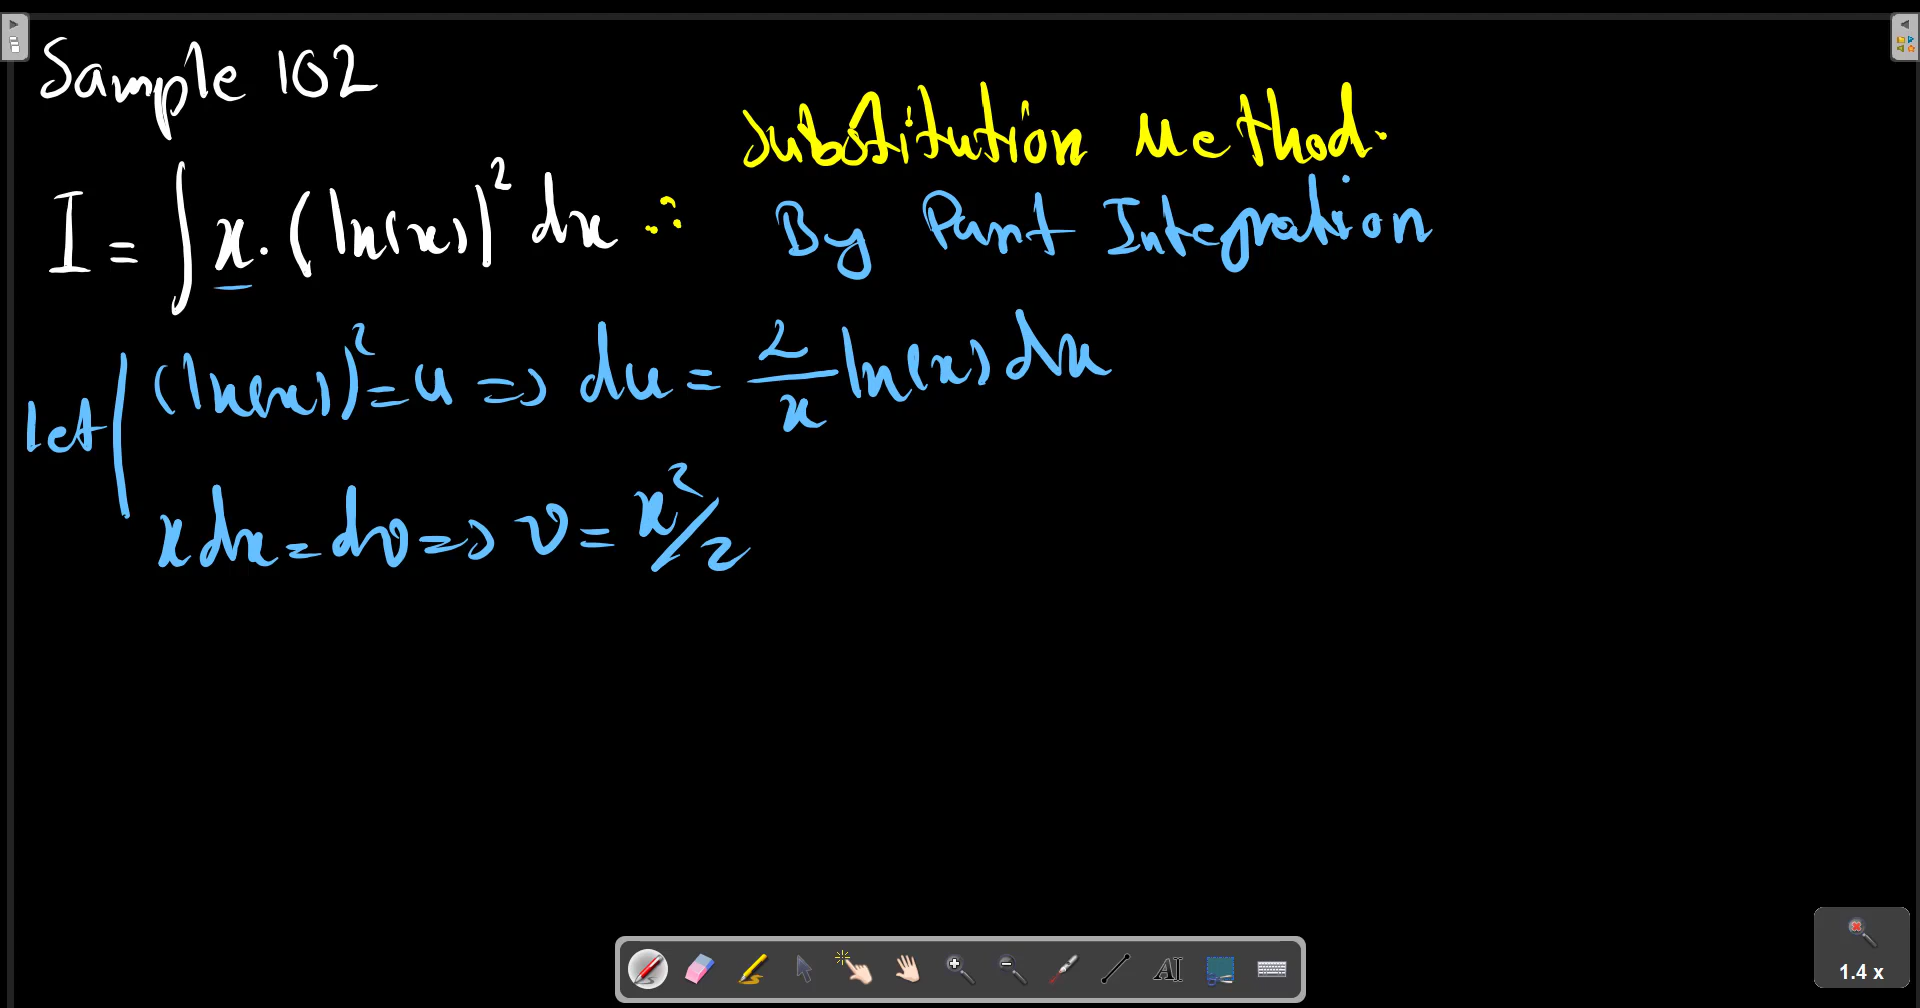 Sample 102
Substitution Method.
I = ∫ x. (ln(x))² dx ∴
By Part Integration
let | (ln(x))² = u => du = 2/x ln(x) dx
x dx = dv => v = x²/2
AI
1.4 x